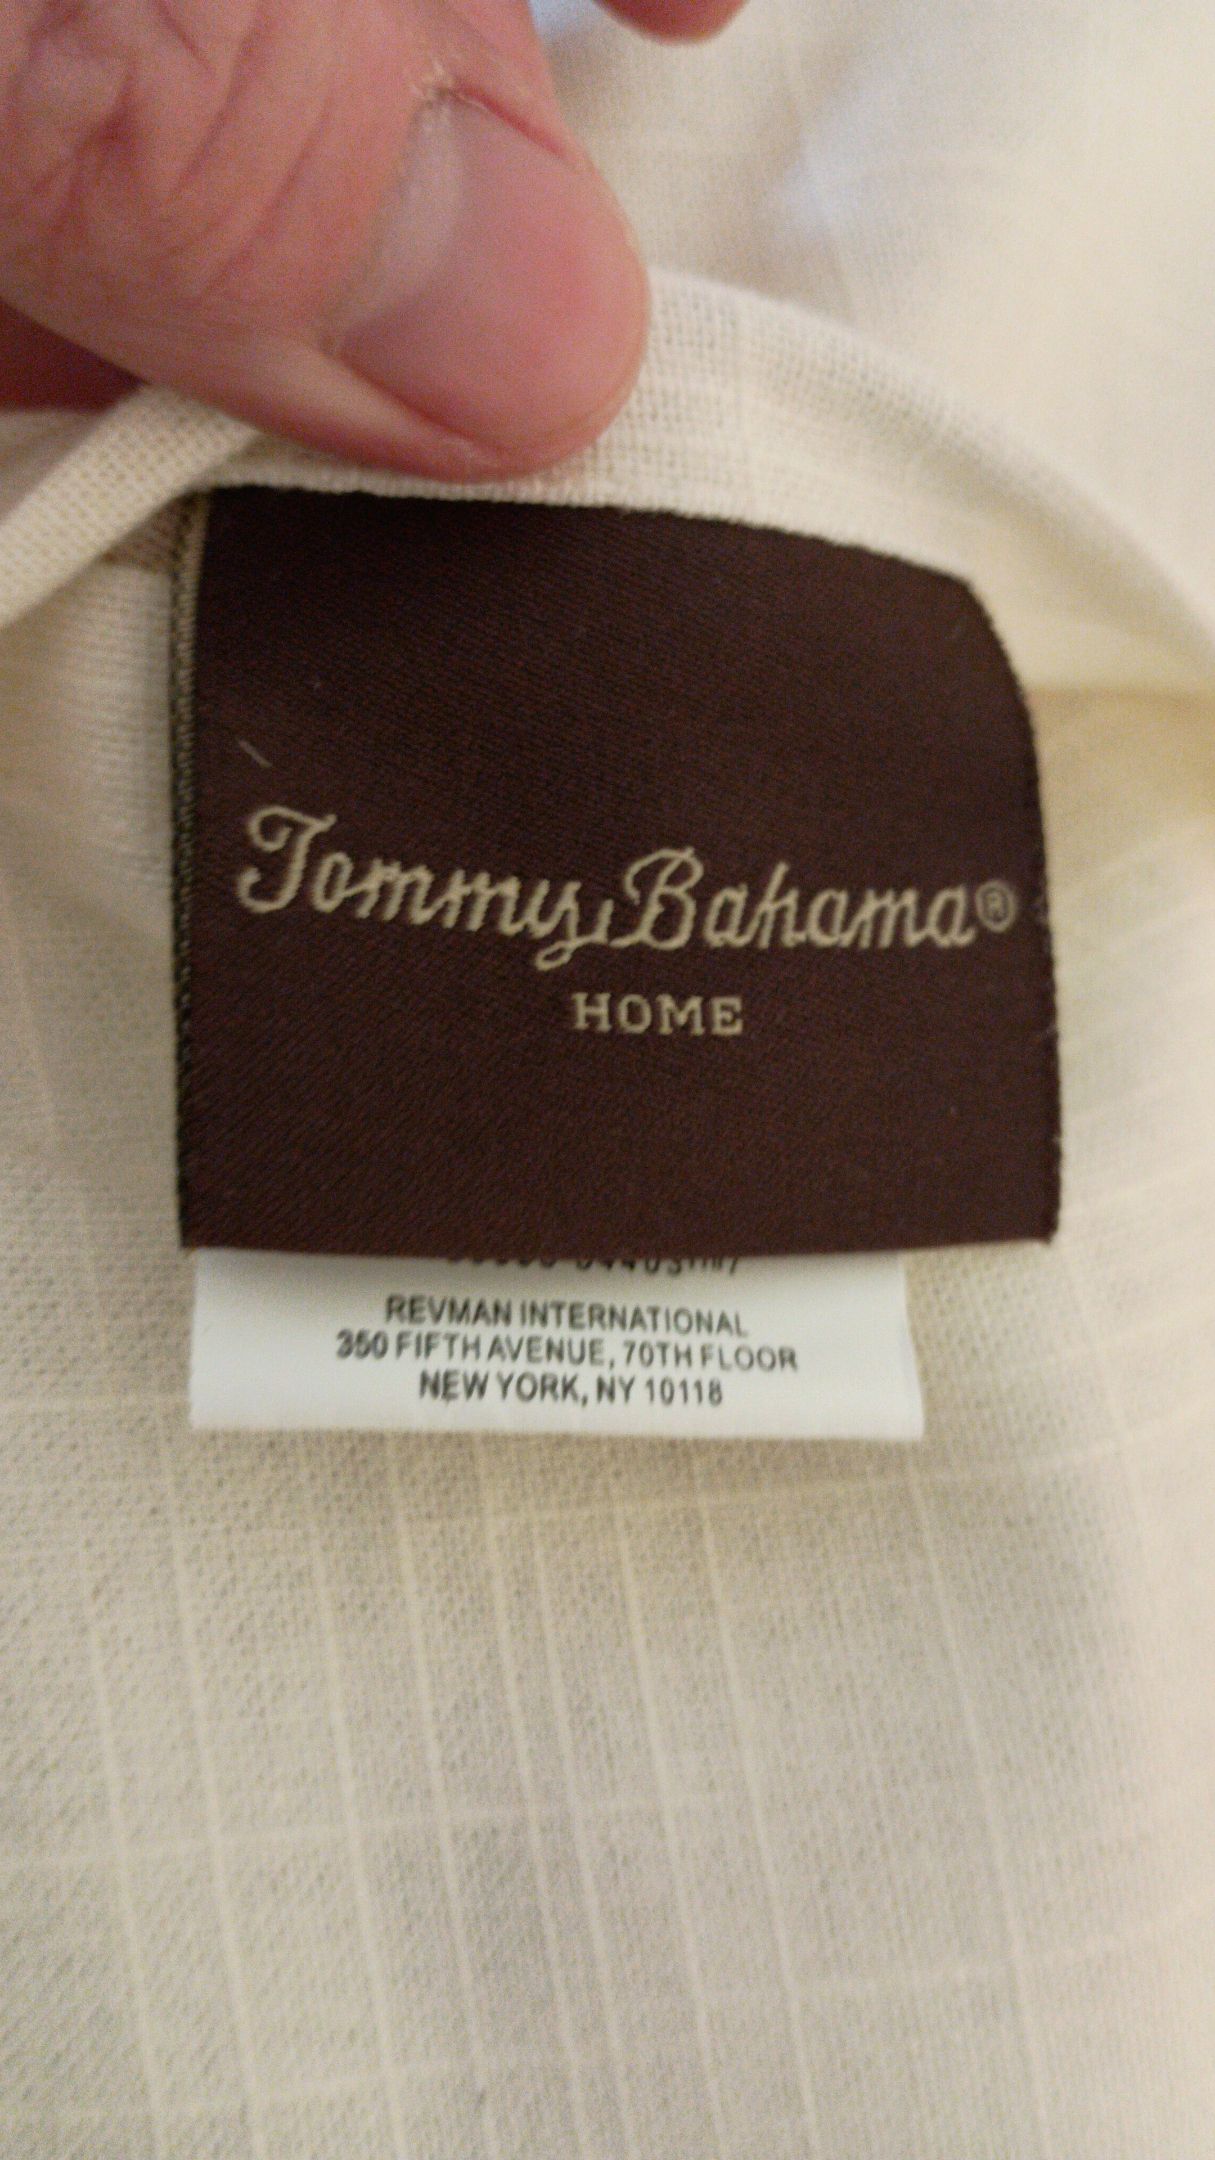 Tommy Bahama®
HOME
REVMAN INTERNATIONAL
350 FIFTH AVENUE, 70TH FLOOR
NEW YORK, NY 10118